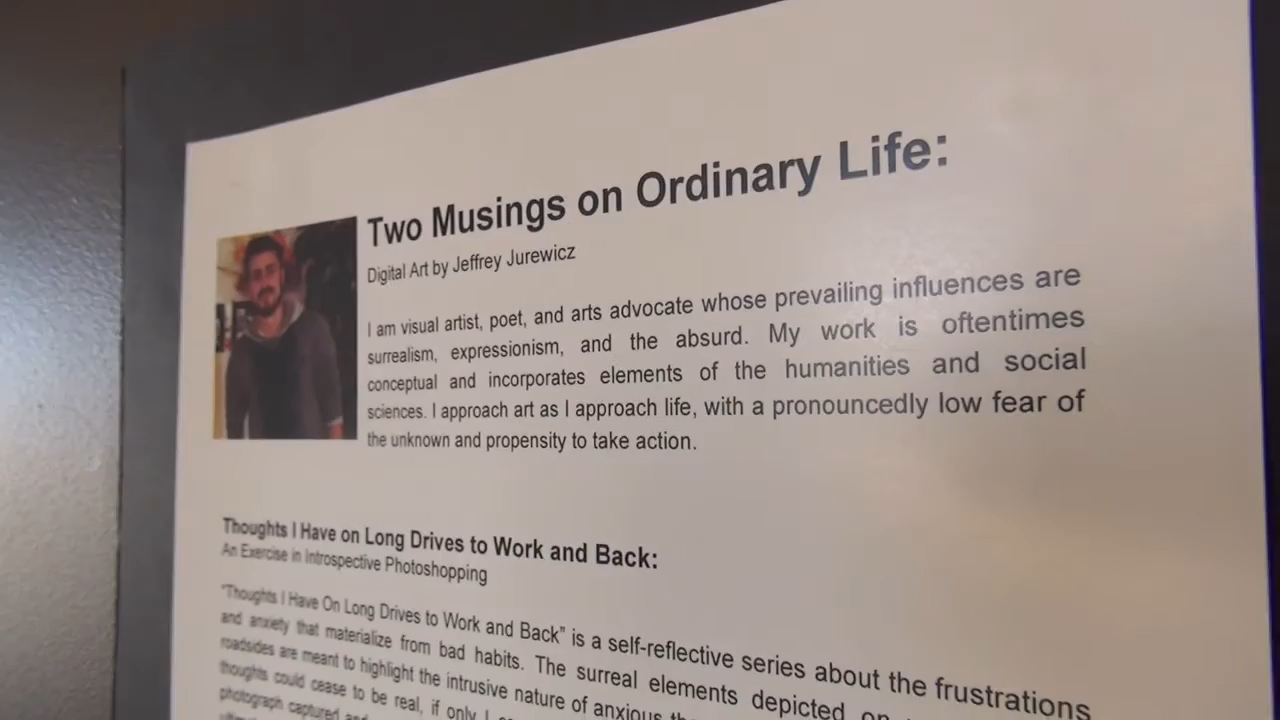 Two Musings on Ordinary Life:
Digital Art by Jeffrey Jurewicz
I am visual artist, poet, and arts advocate whose prevailing influences are
surrealism, expressionism, and the absurd. My work is oftentimes
conceptual and incorporates elements of the humanities and social
sciences. I approach art as I approach life, with a pronouncedly low fear of
the unknown and propensity to take action.
Thoughts I Have on Long Drives to Work and Back:
An Exercise in Introspective Photoshopping
"Thoughts I Have On Long Drives to Work and Back" is a self-reflective series about the frustrations
and anxiety that materialize from bad habits. The surreal elements depicted on
roadsides are meant to highlight the intrusive nature of anxious
thoughts could cease to be real, if only I
photograph captured and